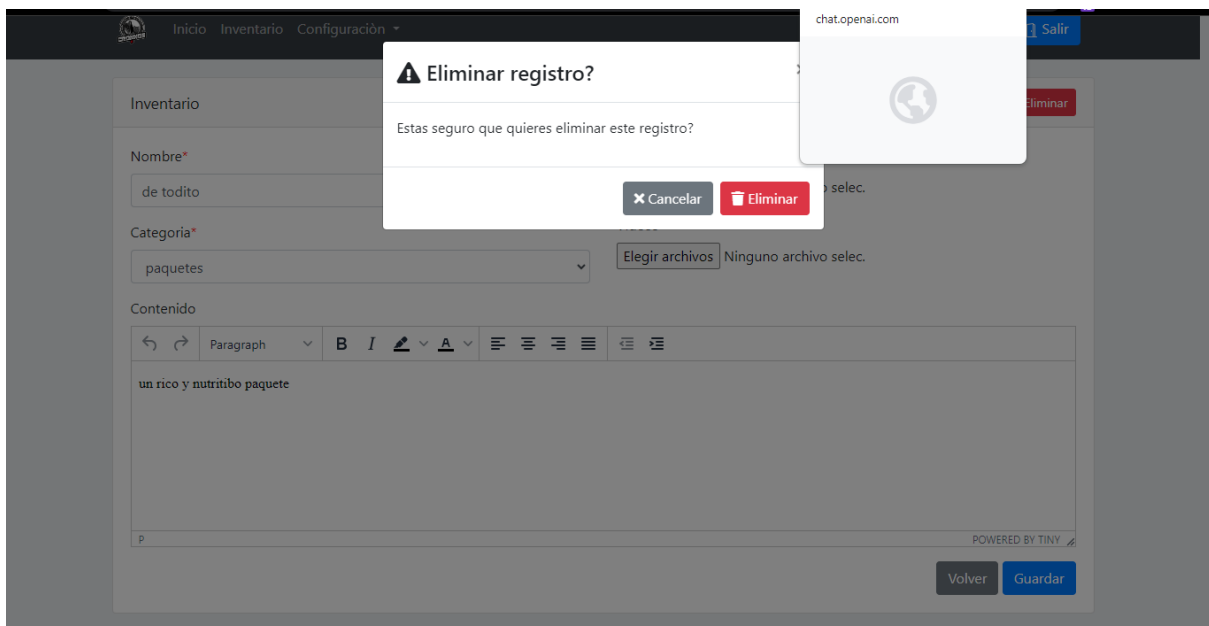 chat.openai.com
Inicio Inventario Configuraciòn
Salir
Eliminar registro?
Inventario
Eliminar
Estas seguro que quieres eliminar este registro?
Nombre*
de todito
selec.
Cancelar
Eliminar
Categoria*
paquetes
Elegir archivos Ninguno archivo selec.
Contenido
Paragraph B I A
un rico y nutritibo paquete
P
POWERED BY TINY
Volver
Guardar